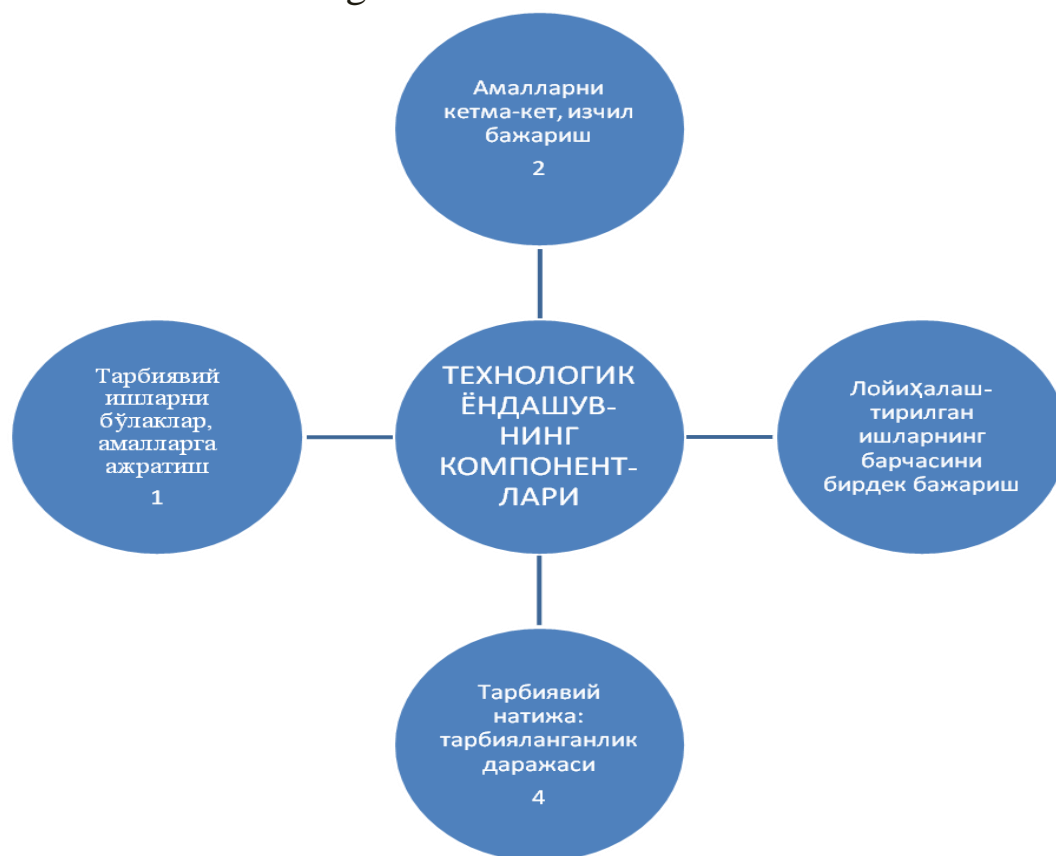 g
Амалларни
кетма-кет, изчил
бажариш
2
Тарбиявий
ишларни
бўлаклар,
амалларга
ажратиш
1
ТЕХНОЛОГИК
ЁНДАШУВ-
НИНГ
КОМПОНЕНТ-
ЛАРИ
Лойиҳалаш-
тирилган
ишларнинг
барчасини
бирдек бажариш
Тарбиявий
натижа:
тарбияланганлик
даражаси
4